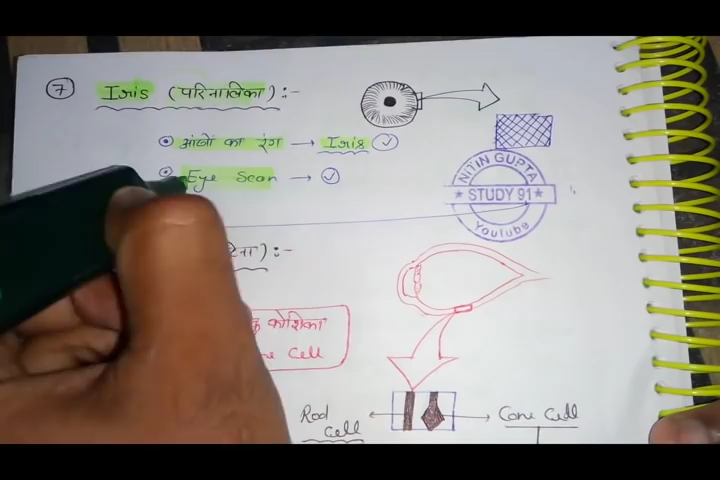 7 Iris (परितालिका) :-
आंखों का रंग → Iris
Eye Scan →
NITIN GUPTA
STUDY 91
Youtube
टिना) :-
कोशिका
Cell
Rod Cell
Cone Cell